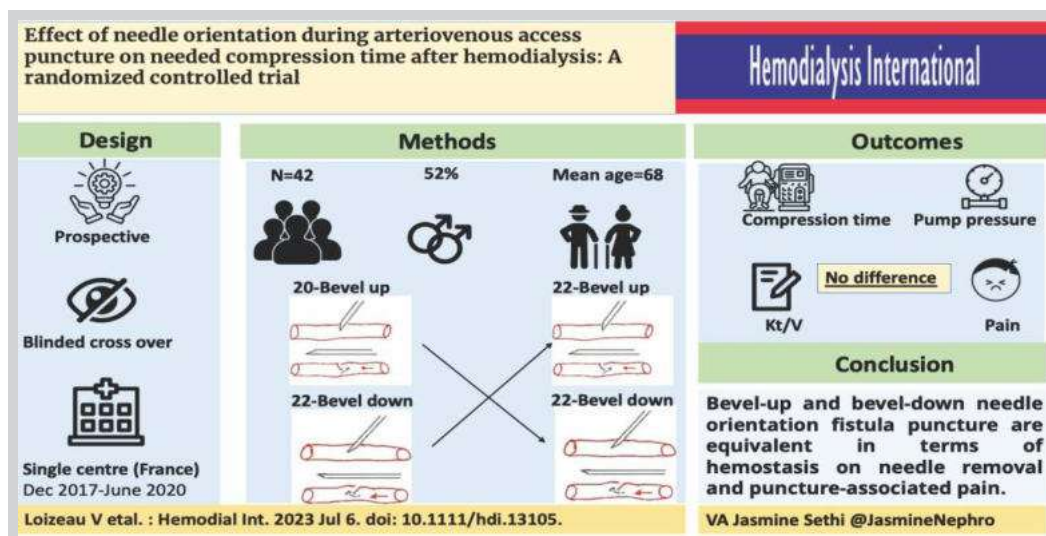 Effect of needle orientation during arteriovenous access
puncture on needed compression time after hemodialysis: A
randomized controlled trial
Hemodialysis International
Design
Prospective
Blinded cross over
Single centre (France)
Dec 2017-June 2020
Methods
N=42
52%
Mean age=68
20-Bevel up
22-Bevel up
22-Bevel down
22-Bevel down
Outcomes
Compression time
Pump pressure
No difference
Kt/V
Pain
Conclusion
Bevel-up and bevel-down needle
orientation fistula puncture are
equivalent in terms of
hemostasis on needle removal
and puncture-associated pain.
Loizeau V etal. : Hemodial Int. 2023 Jul 6. doi: 10.1111/hdi.13105.
VA Jasmine Sethi @JasmineNephro